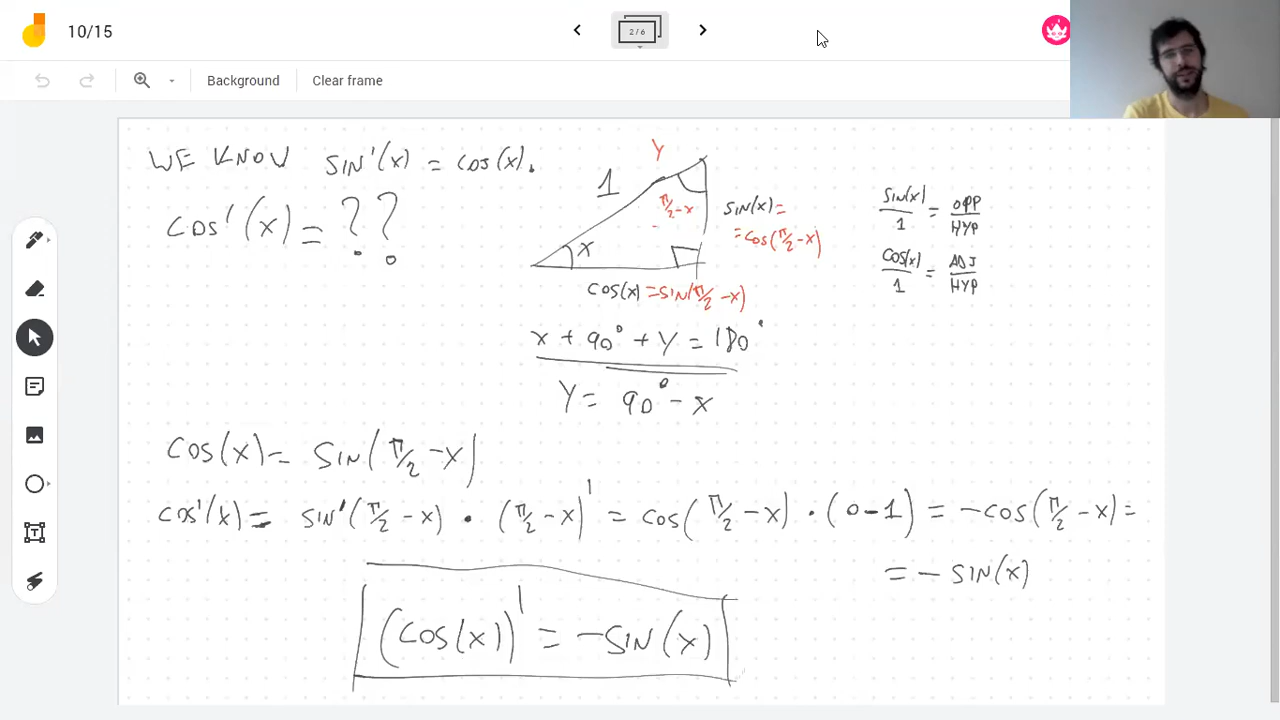 10/15
2/6
Background
Clear frame
WE KNOW SIN'(x) = COS(x).
COS'(x) = ??
1
Y
π/2-x
x
SIN(x)=
=COS(π/2-x)
COS(x)=SIN(π/2-x)
SIN(x)/1 = OPP/HYP
COS(x)/1 = ADJ/HYP
x + 90° + Y = 180°
Y = 90° - x
COS(x) = SIN(π/2 - x)
COS'(x) = SIN'(π/2 - x) · (π/2 - x)' = COS(π/2 - x) · (0-1) = -COS(π/2 - x) =
= - SIN(x)
(COS(x))' = -SIN(x)